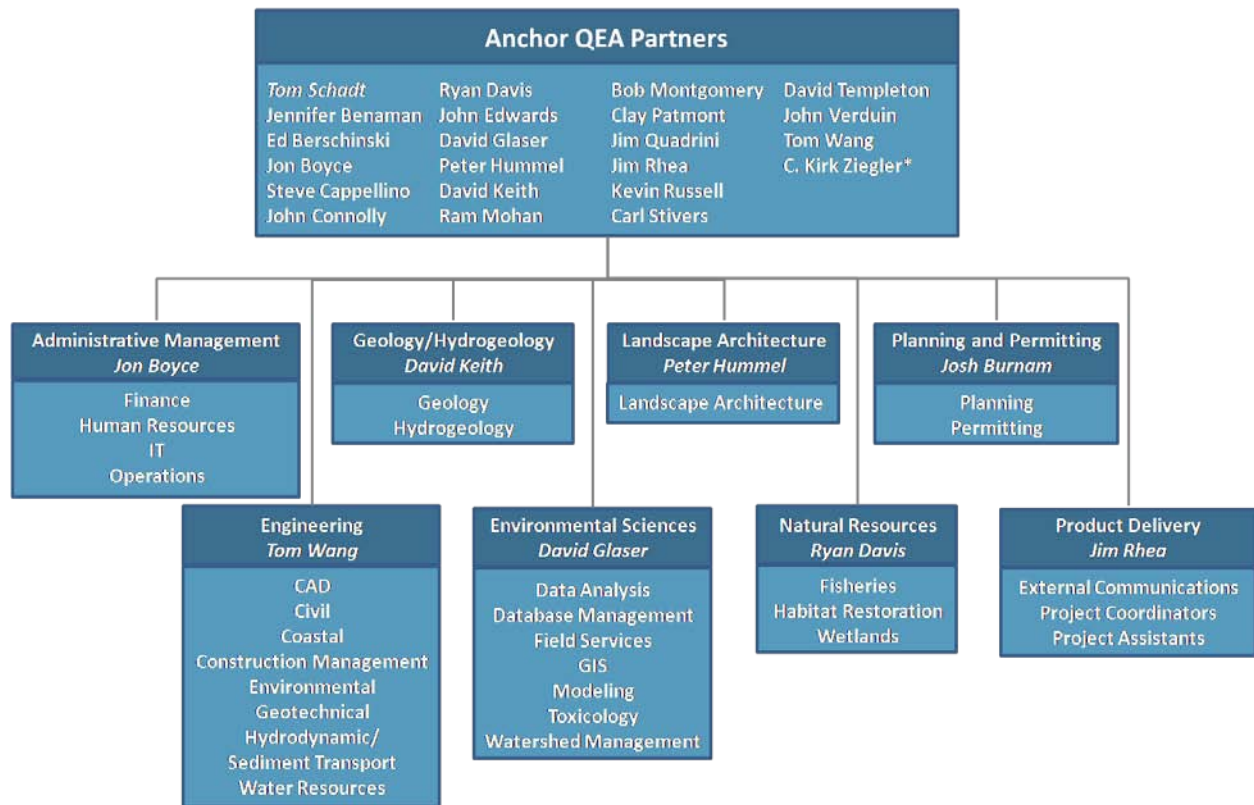 Anchor QEA Partners
Tom Schadt
Jennifer Benaman
Ed Berschinski
Jon Boyce
Steve Cappellino
John Connolly
Ryan Davis
John Edwards
David Glaser
Peter Hummel
David Keith
Ram Mohan
Bob Montgomery
Clay Patmont
Jim Quadrini
Jim Rhea
Kevin Russell
Carl Stivers
David Templeton
John Verduin
Tom Wang
C. Kirk Ziegler*
Administrative Management
Jon Boyce
Finance
Human Resources
IT
Operations
Geology/Hydrogeology
David Keith
Geology
Hydrogeology
Landscape Architecture
Peter Hummel
Landscape Architecture
Planning and Permitting
Josh Burnam
Planning
Permitting
Engineering
Tom Wang
CAD
Civil
Coastal
Construction Management
Environmental
Geotechnical
Hydrodynamic/
Sediment Transport
Water Resources
Environmental Sciences
David Glaser
Data Analysis
Database Management
Field Services
GIS
Modeling
Toxicology
Watershed Management
Natural Resources
Ryan Davis
Fisheries
Habitat Restoration
Wetlands
Product Delivery
Jim Rhea
External Communications
Project Coordinators
Project Assistants